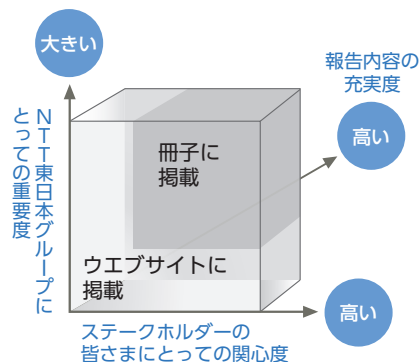 大きい
報告内容の
充実度
高い
NTT東日本グループに
とっての重要度
冊子に
掲載
ウエブサイトに
掲載
高い
ステークホルダーの
皆さまにとっての関心度